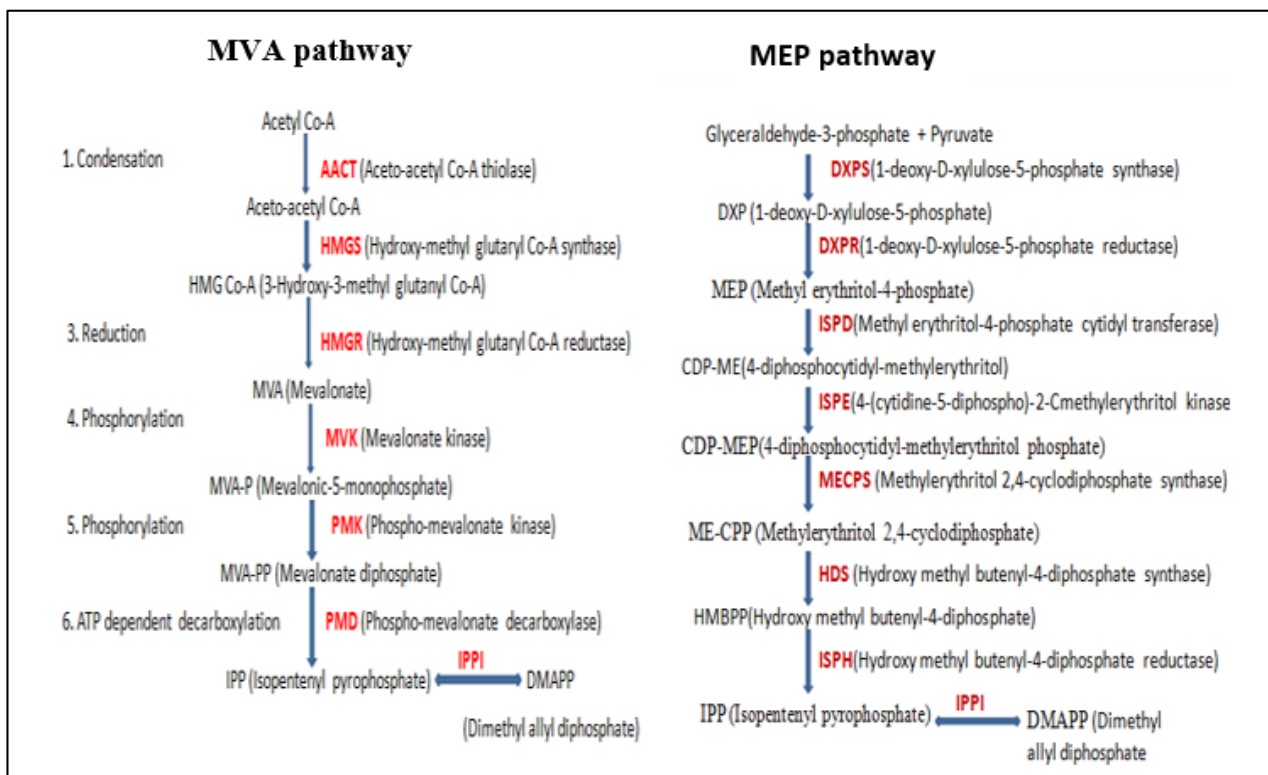 MVA pathway
Acetyl Co-A
1. Condensation
AACT (Aceto-acetyl Co-A thiolase)
Aceto-acetyl Co-A
HMGS (Hydroxy-methyl glutaryl Co-A synthase)
HMG Co-A (3-Hydroxy-3-methyl glutanyl Co-A)
3. Reduction
HMGR (Hydroxy-methyl glutaryl Co-A reductase)
MVA (Mevalonate)
4. Phosphorylation
MVK (Mevalonate kinase)
MVA-P (Mevalonic-5-monophosphate)
5. Phosphorylation
PMK (Phospho-mevalonate kinase)
MVA-PP (Mevalonate diphosphate)
6. ATP dependent decarboxylation
PMD (Phospho-mevalonate decarboxylase)
IPPI
IPP (Isopentenyl pyrophosphate)
DMAPP
(Dimethyl allyl diphosphate)
MEP pathway
Glyceraldehyde-3-phosphate + Pyruvate
DXPS(1-deoxy-D-xylulose-5-phosphate synthase)
DXP (1-deoxy-D-xylulose-5-phosphate)
DXPR(1-deoxy-D-xylulose-5-phosphate reductase)
MEP (Methyl erythritol-4-phosphate)
ISPD(Methyl erythritol-4-phosphate cytidyl transferase)
CDP-ME(4-diphosphocytidyl-methylerythritol)
ISPE(4-(cytidine-5-diphospho)-2-Cmethylerythritol kinase
CDP-MEP(4-diphosphocytidyl-methylerythritol phosphate)
MECPS (Methylerythritol 2,4-cyclodiphosphate synthase)
ME-CPP (Methylerythritol 2,4-cyclodiphosphate)
HDS (Hydroxy methyl butenyl-4-diphosphate synthase)
HMBPP(Hydroxy methyl butenyl-4-diphosphate)
ISPH(Hydroxy methyl butenyl-4-diphosphate reductase)
IPPI
IPP (Isopentenyl pyrophosphate)
DMAPP (Dimethyl
allyl diphosphate